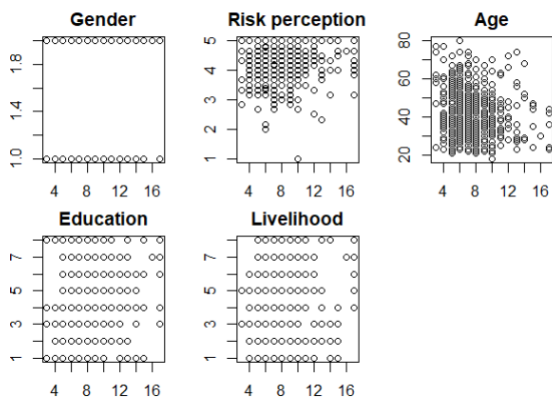 Gender
1.0 1.4 1.8
4 8 12 16
Risk perception
1 2 3 4 5
4 8 12 16
Age
20 40 60 80
4 8 12 16
Education
1 3 5 7
4 8 12 16
Livelihood
1 3 5 7
4 8 12 16